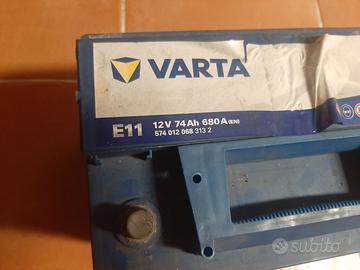 VARTA
E11
12V 74Ah 680A(EN)
574 012 068 313 2
subito